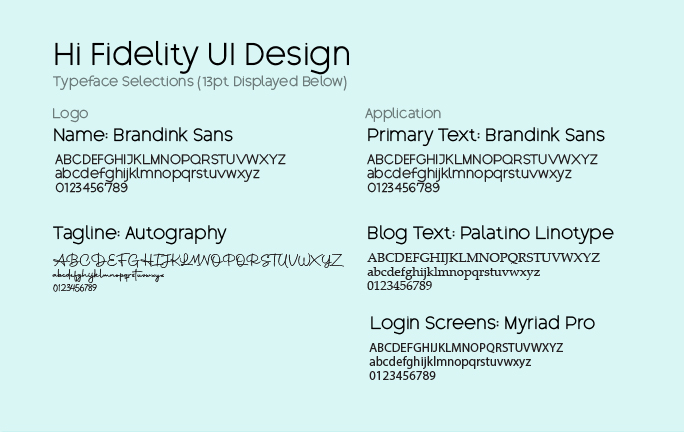 Hi Fidelity UI Design
Typeface Selections (13pt Displayed Below)
Logo
Name: Brandink Sans
ABCDEFGHIJKLMNOPQRSTUVWXYZ
abcdefghijklmnopqrstuvwxyz
0123456789
Tagline: Autography
ABCDEFGHIJKLMNOPQRSTUVWXYZ
abcdefghijklmnopqrstuvwxyz
0123456789
Application
Primary Text: Brandink Sans
ABCDEFGHIJKLMNOPQRSTUVWXYZ
abcdefghijklmnopqrstuvwxyz
0123456789
Blog Text: Palatino Linotype
ABCDEFGHIJKLMNOPQRSTUVWXYZ
abcdefghijklmnopqrstuvwxyz
0123456789
Login Screens: Myriad Pro
ABCDEFGHIJKLMNOPQRSTUVWXYZ
abcdefghijklmnopqrstuvwxyz
0123456789